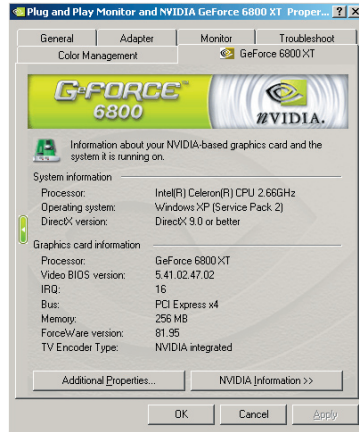 Plug and Play Monitor and NVIDIA GeForce 6800 XT Proper...
General Adapter Monitor Troubleshoot
Color Management GeForce 6800 XT
GEFORCE
6800
NVIDIA.
Information about your NVIDIA-based graphics card and the
system it is running on.
System information
Processor: Intel(R) Celeron(R) CPU 2.66GHz
Operating system: Windows XP (Service Pack 2)
DirectX version: DirectX 9.0 or better
Graphics card information
Processor: GeForce 6800 XT
Video BIOS version: 5.41.02.47.02
IRQ: 16
Bus: PCI Express x4
Memory: 256 MB
ForceWare version: 81.95
TV Encoder Type: NVIDIA integrated
Additional Properties... NVIDIA Information >>
OK Cancel Apply